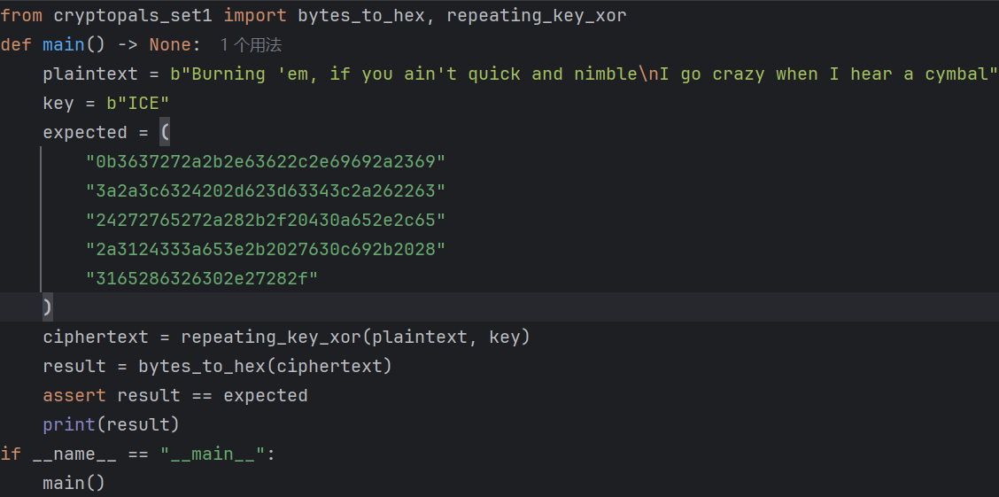 from cryptopals_set1 import bytes_to_hex, repeating_key_xor
def main() -> None:  1 个用法
    plaintext = b"Burning 'em, if you ain't quick and nimble\nI go crazy when I hear a cymbal"
    key = b"ICE"
    expected = (
        "0b3637272a2b2e63622c2e69692a2369"
        "3a2a3c6324202d623d63343c2a262263"
        "24272765272a282b2f20430a652e2c65"
        "2a3124333a653e2b2027630c692b2028"
        "3165286326302e27282f"
    )
    ciphertext = repeating_key_xor(plaintext, key)
    result = bytes_to_hex(ciphertext)
    assert result == expected
    print(result)
if __name__ == "__main__":
    main()